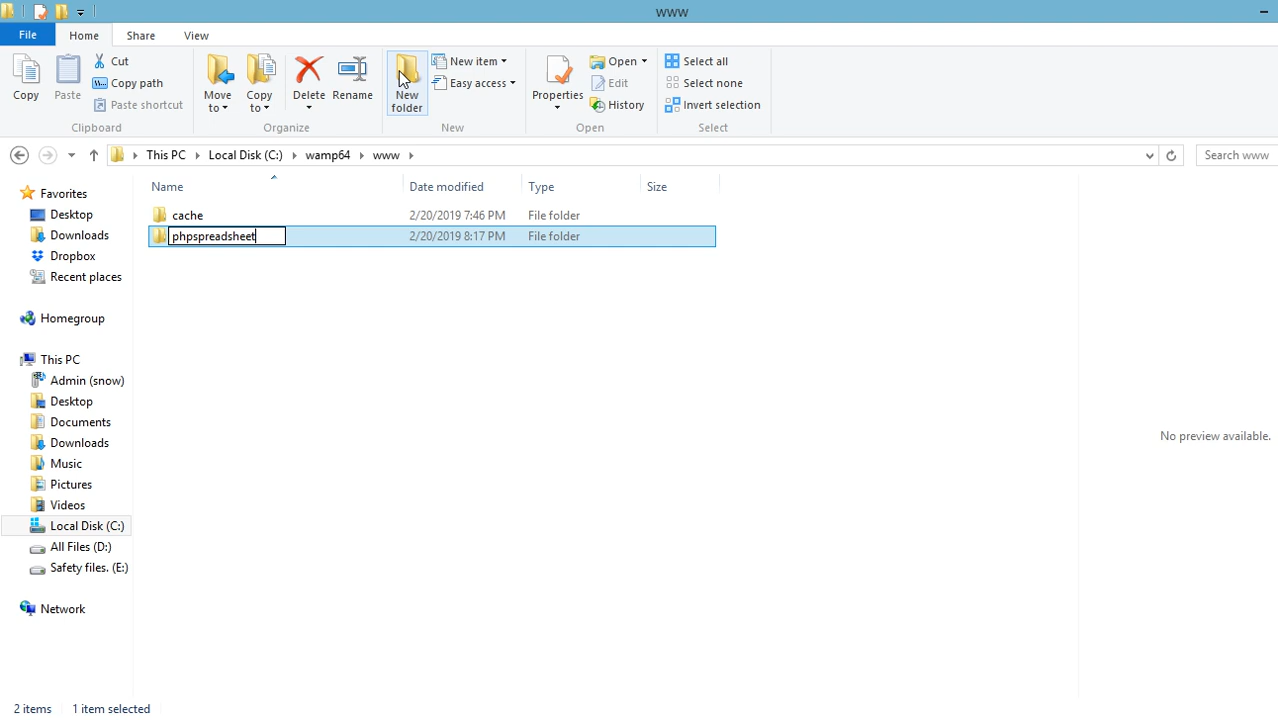 www
File Home Share View
Copy
Paste
Cut
Copy path
Paste shortcut
Clipboard
Move to
Copy to
Delete
Rename
Organize
New folder
New item
Easy access
New
Properties
Open
Edit
History
Open
Select all
Select none
Invert selection
Select
This PC Local Disk (C:) wamp64 www
Search www
Name Date modified Type Size
cache 2/20/2019 7:46 PM File folder
phpspreadsheet 2/20/2019 8:17 PM File folder
Favorites
Desktop
Downloads
Dropbox
Recent places
Homegroup
This PC
Admin (snow)
Desktop
Documents
Downloads
Music
Pictures
Videos
Local Disk (C:)
All Files (D:)
Safety files. (E:)
Network
No preview available.
2 items 1 item selected